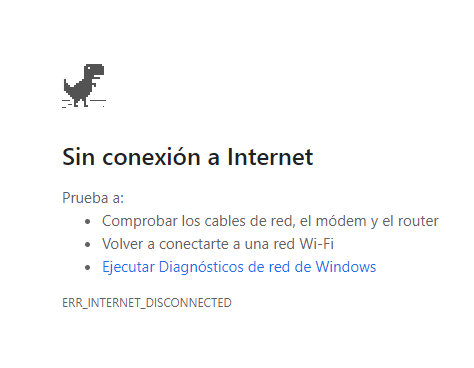 Sin conexión a Internet
Prueba a:
Comprobar los cables de red, el módem y el router
Volver a conectarte a una red Wi-Fi
Ejecutar Diagnósticos de red de Windows
ERR_INTERNET_DISCONNECTED